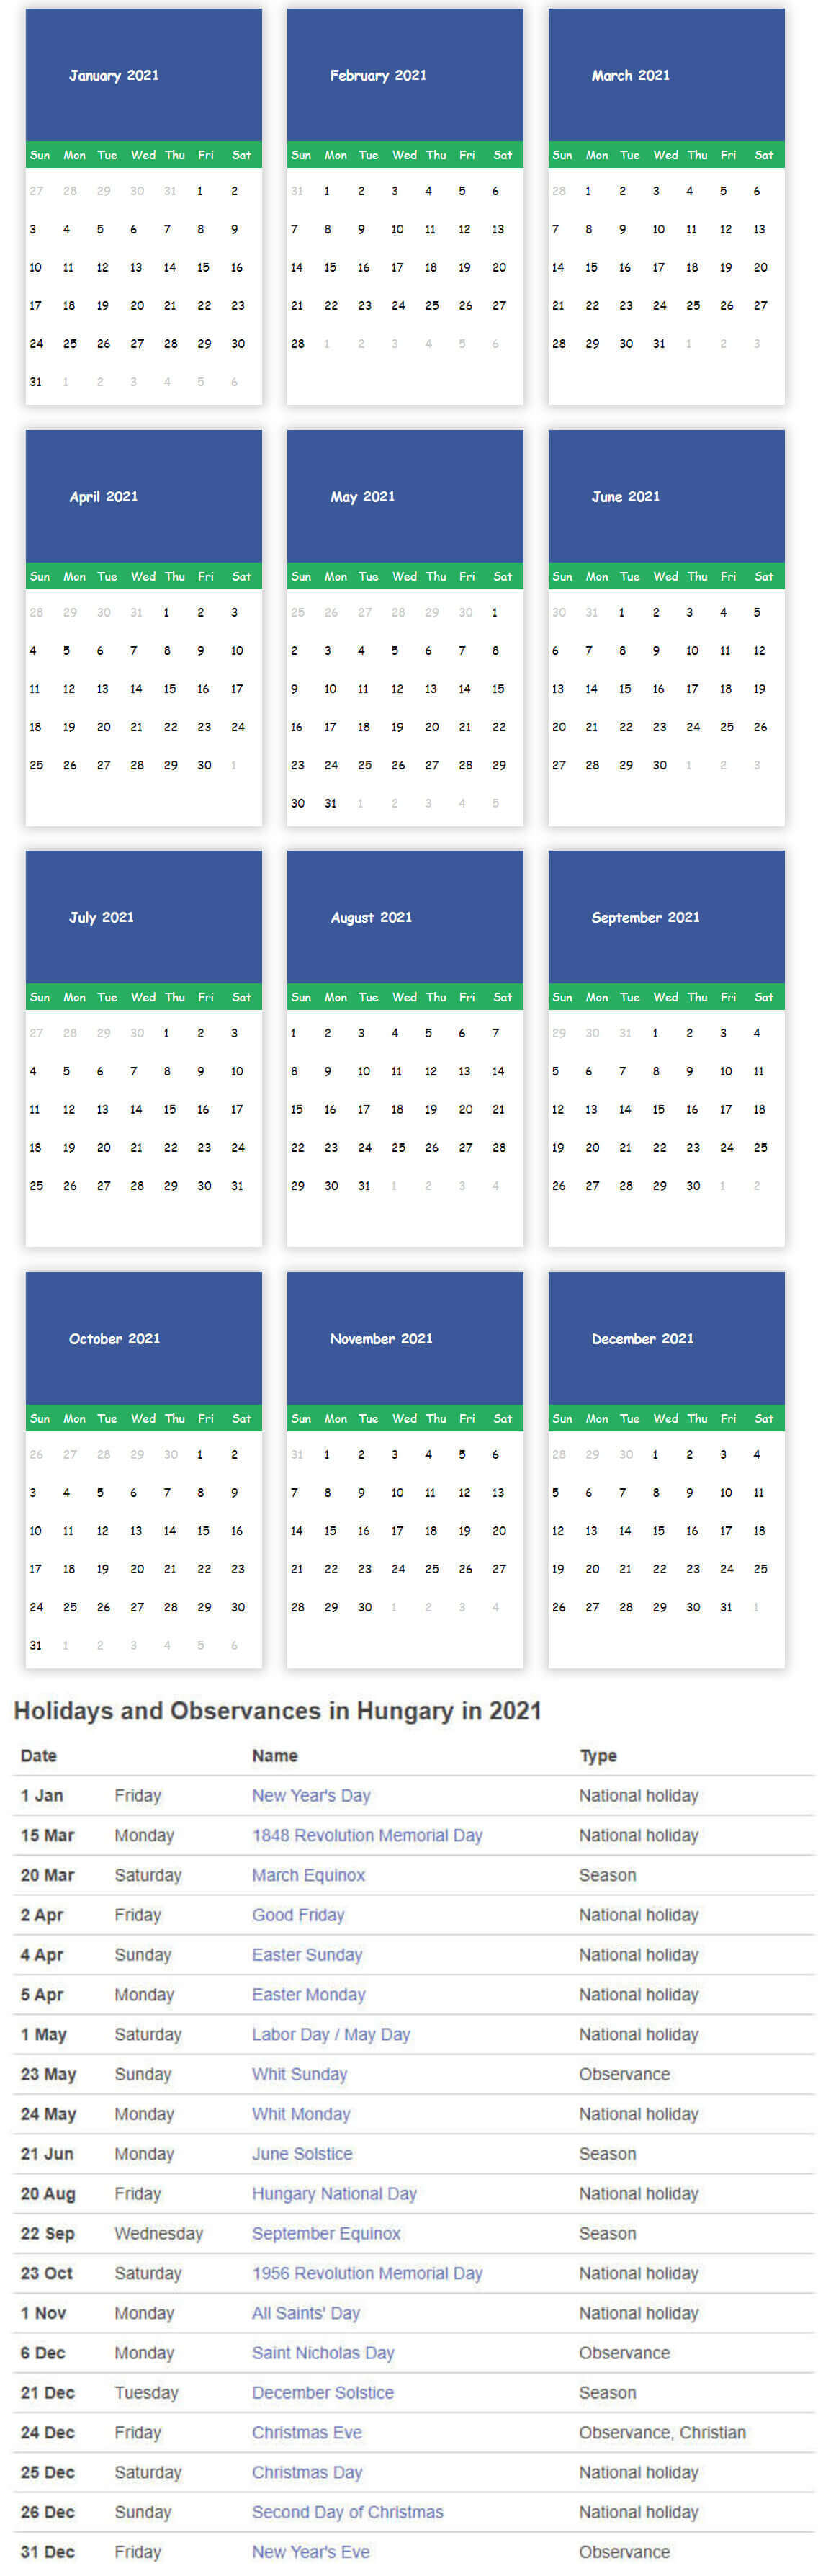 January 2021 February 2021 March 2021
Sun Mon Tue Wed Thu Fri Sat Sun Mon Tue Wed Thu Fri Sat Sun Mon Tue Wed Thu Fri Sat
27 28 29 30 31 1 2 31 1 2 3 4 5 6 28 1 2 3 4 5 6
3 4 5 6 7 8 9 7 8 9 10 11 12 13 7 8 9 10 11 12 13
10 11 12 13 14 15 16 14 15 16 17 18 19 20 14 15 16 17 18 19 20
17 18 19 20 21 22 23 21 22 23 24 25 26 27 21 22 23 24 25 26 27
24 25 26 27 28 29 30 28 1 2 3 4 5 6 28 29 30 31 1 2 3
31 1 2 3 4 5 6
April 2021 May 2021 June 2021
Sun Mon Tue Wed Thu Fri Sat Sun Mon Tue Wed Thu Fri Sat Sun Mon Tue Wed Thu Fri Sat
28 29 30 31 1 2 3 25 26 27 28 29 30 1 30 31 1 2 3 4 5
4 5 6 7 8 9 10 2 3 4 5 6 7 8 6 7 8 9 10 11 12
11 12 13 14 15 16 17 9 10 11 12 13 14 15 13 14 15 16 17 18 19
18 19 20 21 22 23 24 16 17 18 19 20 21 22 20 21 22 23 24 25 26
25 26 27 28 29 30 1 23 24 25 26 27 28 29 27 28 29 30 1 2 3
30 31 1 2 3 4 5
July 2021 August 2021 September 2021
Sun Mon Tue Wed Thu Fri Sat Sun Mon Tue Wed Thu Fri Sat Sun Mon Tue Wed Thu Fri Sat
27 28 29 30 1 2 3 1 2 3 4 5 6 7 29 30 31 1 2 3 4
4 5 6 7 8 9 10 8 9 10 11 12 13 14 5 6 7 8 9 10 11
11 12 13 14 15 16 17 15 16 17 18 19 20 21 12 13 14 15 16 17 18
18 19 20 21 22 23 24 22 23 24 25 26 27 28 19 20 21 22 23 24 25
25 26 27 28 29 30 31 29 30 31 1 2 3 4 26 27 28 29 30 1 2
October 2021 November 2021 December 2021
Sun Mon Tue Wed Thu Fri Sat Sun Mon Tue Wed Thu Fri Sat Sun Mon Tue Wed Thu Fri Sat
26 27 28 29 30 1 2 31 1 2 3 4 5 6 28 29 30 1 2 3 4
3 4 5 6 7 8 9 7 8 9 10 11 12 13 5 6 7 8 9 10 11
10 11 12 13 14 15 16 14 15 16 17 18 19 20 12 13 14 15 16 17 18
17 18 19 20 21 22 23 21 22 23 24 25 26 27 19 20 21 22 23 24 25
24 25 26 27 28 29 30 28 29 30 1 2 3 4 26 27 28 29 30 31 1
31 1 2 3 4 5 6
Holidays and Observances in Hungary in 2021
Date Name Type
1 Jan Friday New Year's Day National holiday
15 Mar Monday 1848 Revolution Memorial Day National holiday
20 Mar Saturday March Equinox Season
2 Apr Friday Good Friday National holiday
4 Apr Sunday Easter Sunday National holiday
5 Apr Monday Easter Monday National holiday
1 May Saturday Labor Day / May Day National holiday
23 May Sunday Whit Sunday Observance
24 May Monday Whit Monday National holiday
21 Jun Monday June Solstice Season
20 Aug Friday Hungary National Day National holiday
22 Sep Wednesday September Equinox Season
23 Oct Saturday 1956 Revolution Memorial Day National holiday
1 Nov Monday All Saints' Day National holiday
6 Dec Monday Saint Nicholas Day Observance
21 Dec Tuesday December Solstice Season
24 Dec Friday Christmas Eve Observance, Christian
25 Dec Saturday Christmas Day National holiday
26 Dec Sunday Second Day of Christmas National holiday
31 Dec Friday New Year's Eve Observance